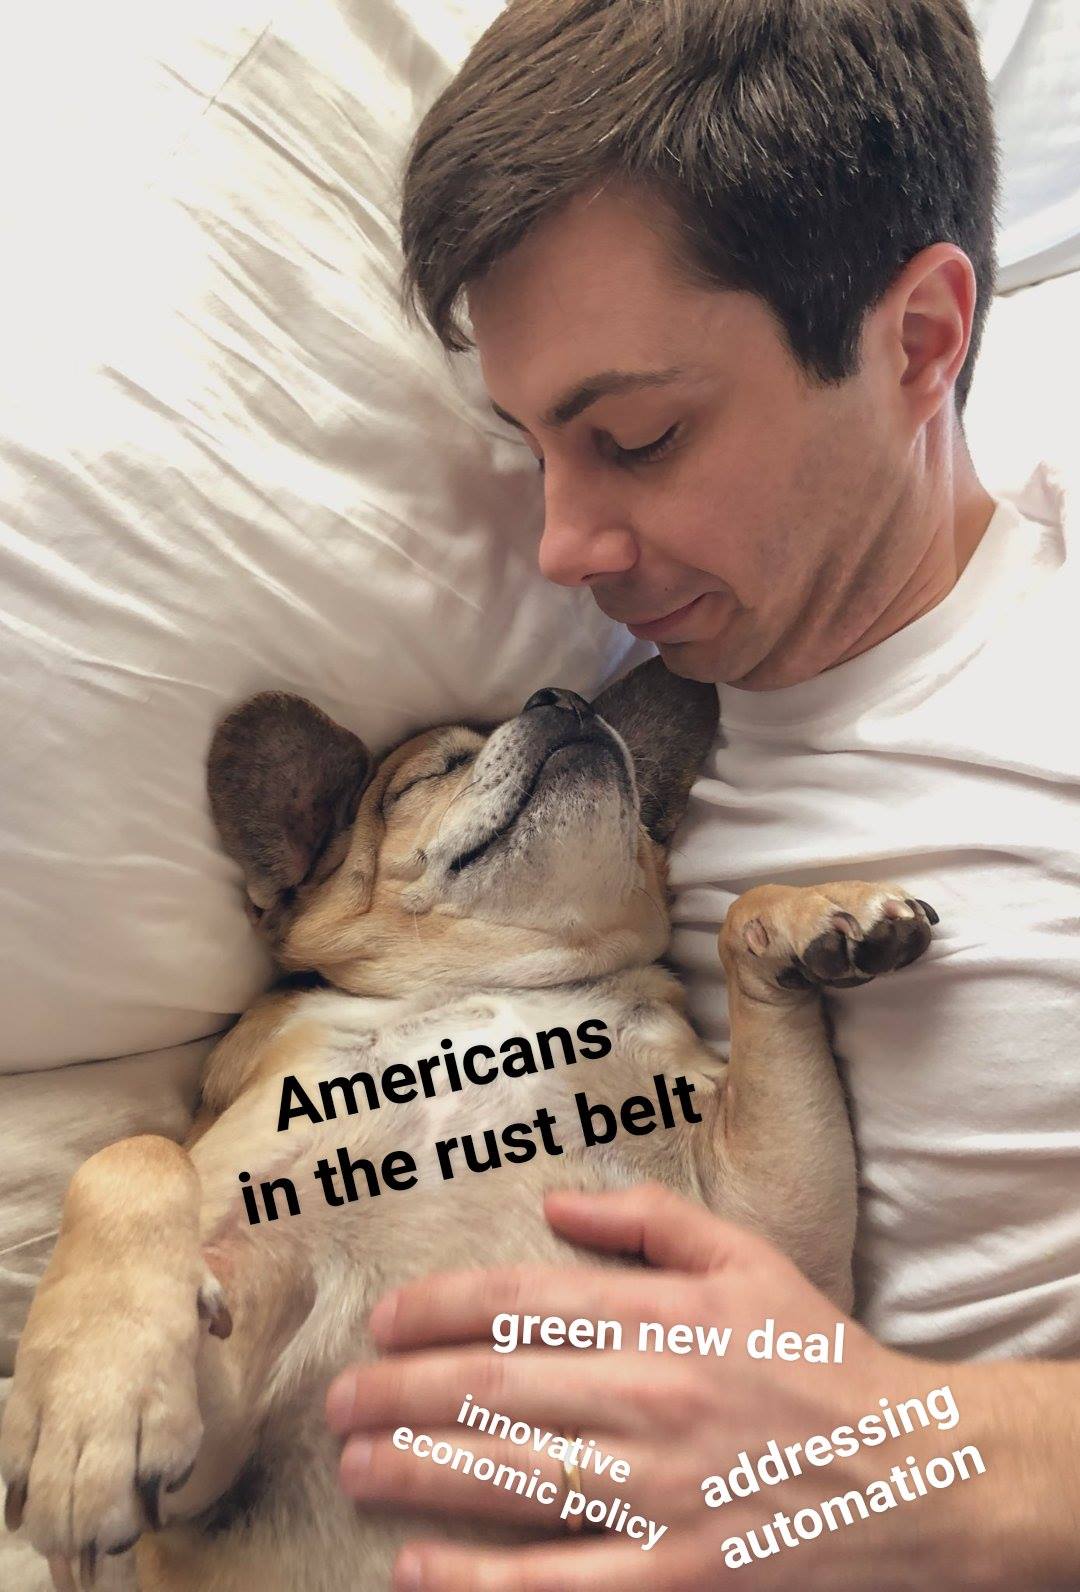 Americans
in the rust belt
green new deal
innovative
economic policy
addressing
automation